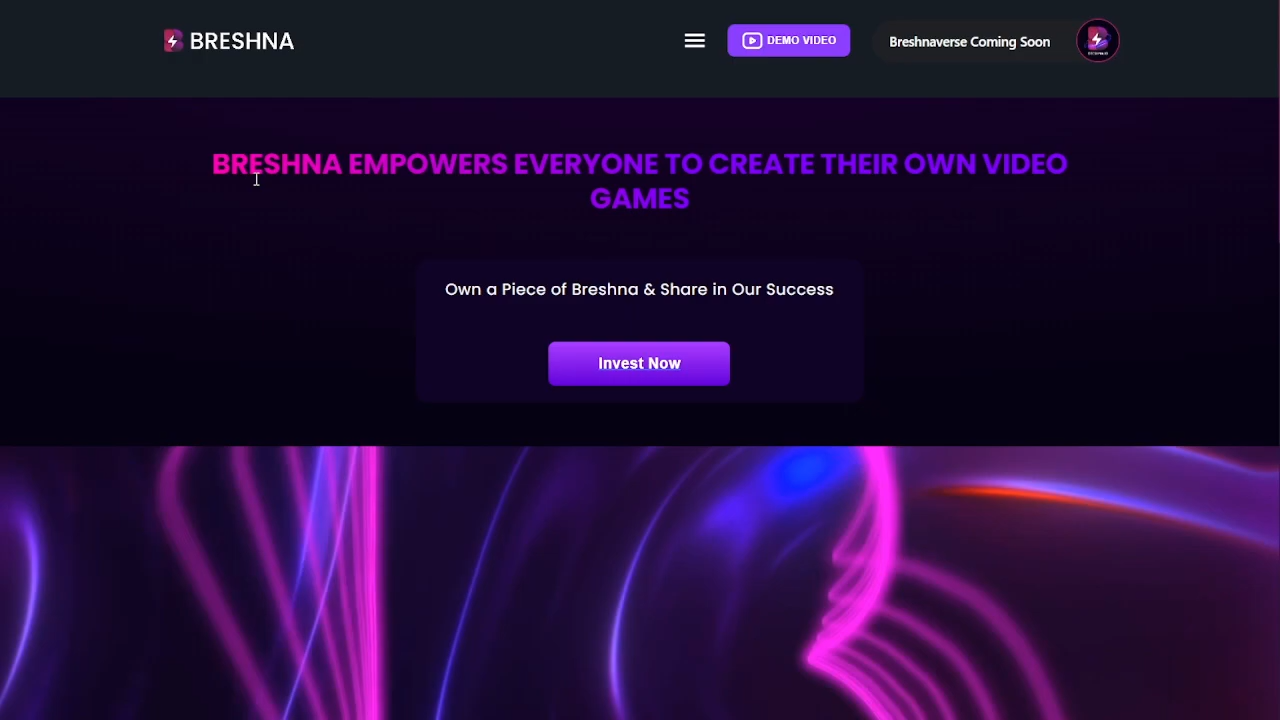 BRESHNA
DEMO VIDEO
Breshnaverse Coming Soon
BRESHNA EMPOWERS EVERYONE TO CREATE THEIR OWN VIDEO
GAMES
Own a Piece of Breshna & Share in Our Success
Invest Now